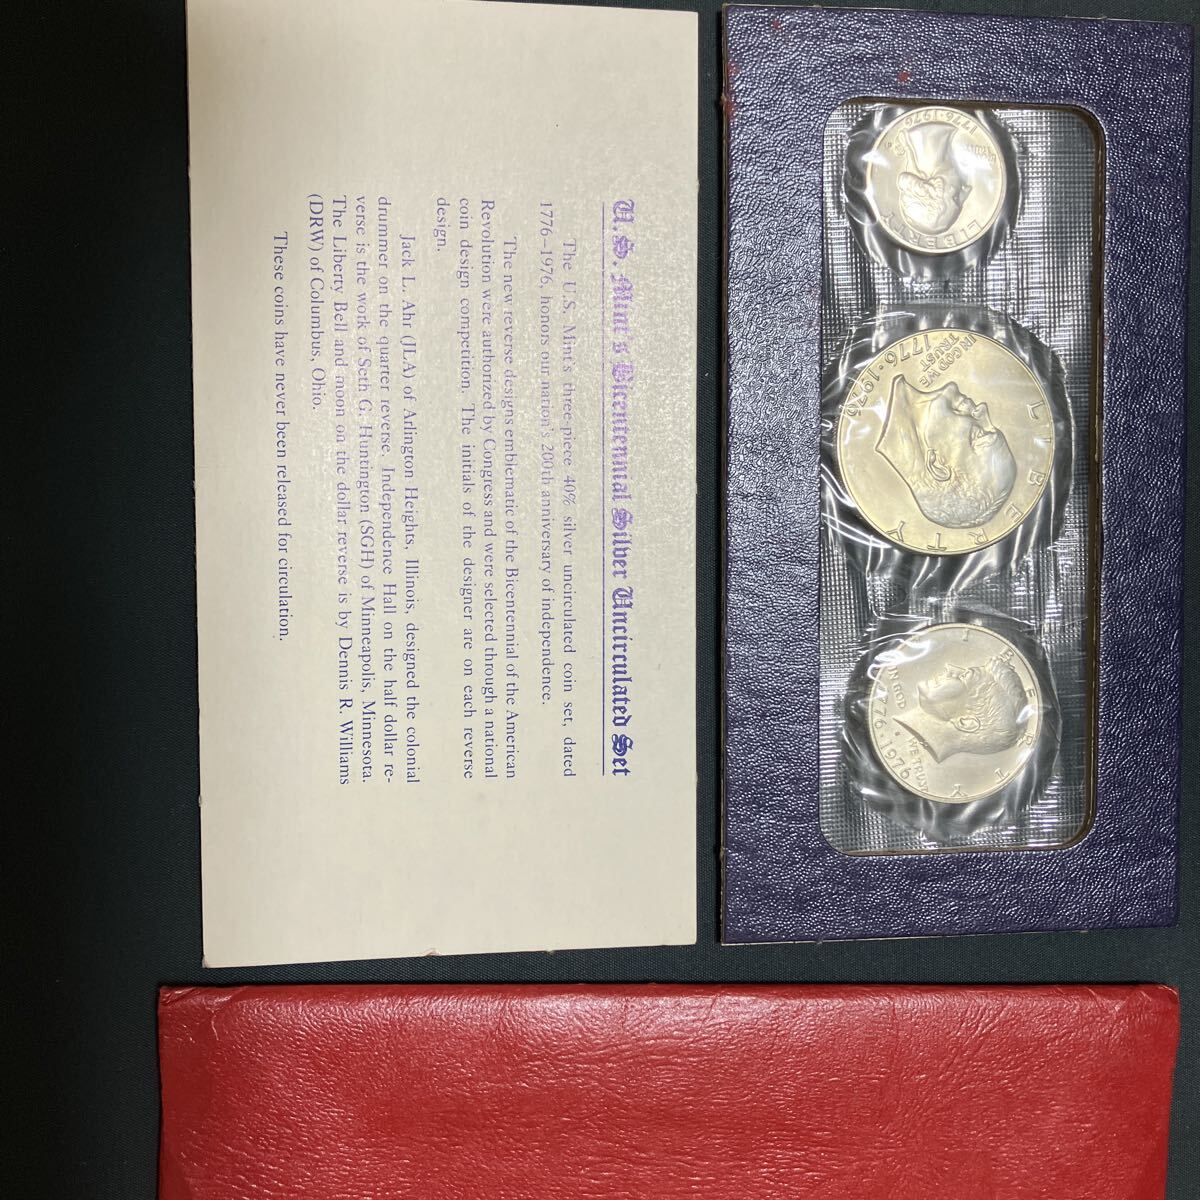 U.S. Mint's Bicentennial Silver Uncirculated Set
The U.S. Mint's three-piece 40% silver uncirculated coin set, dated
1776–1976, honors our nation's 200th anniversary of independence.
The new reverse designs emblematic of the Bicentennial of the American
Revolution were authorized by Congress and were selected through a national
coin design competition. The initials of the designer are on each reverse
design.
Jack L. Ahr (JLA) of Arlington Heights, Illinois, designed the colonial
drummer on the quarter reverse. Independence Hall on the half dollar re-
verse is the work of Seth G. Huntington (SGH) of Minneapolis, Minnesota.
The Liberty Bell and moon on the dollar reverse is by Dennis R. Williams
(DRW) of Columbus, Ohio.
These coins have never been released for circulation.
LIBERTY
1776·1976
LIBERTY
IN GOD WE
TRUST
1776·1976
LIBERTY
IN GOD WE TRUST
1776·1976